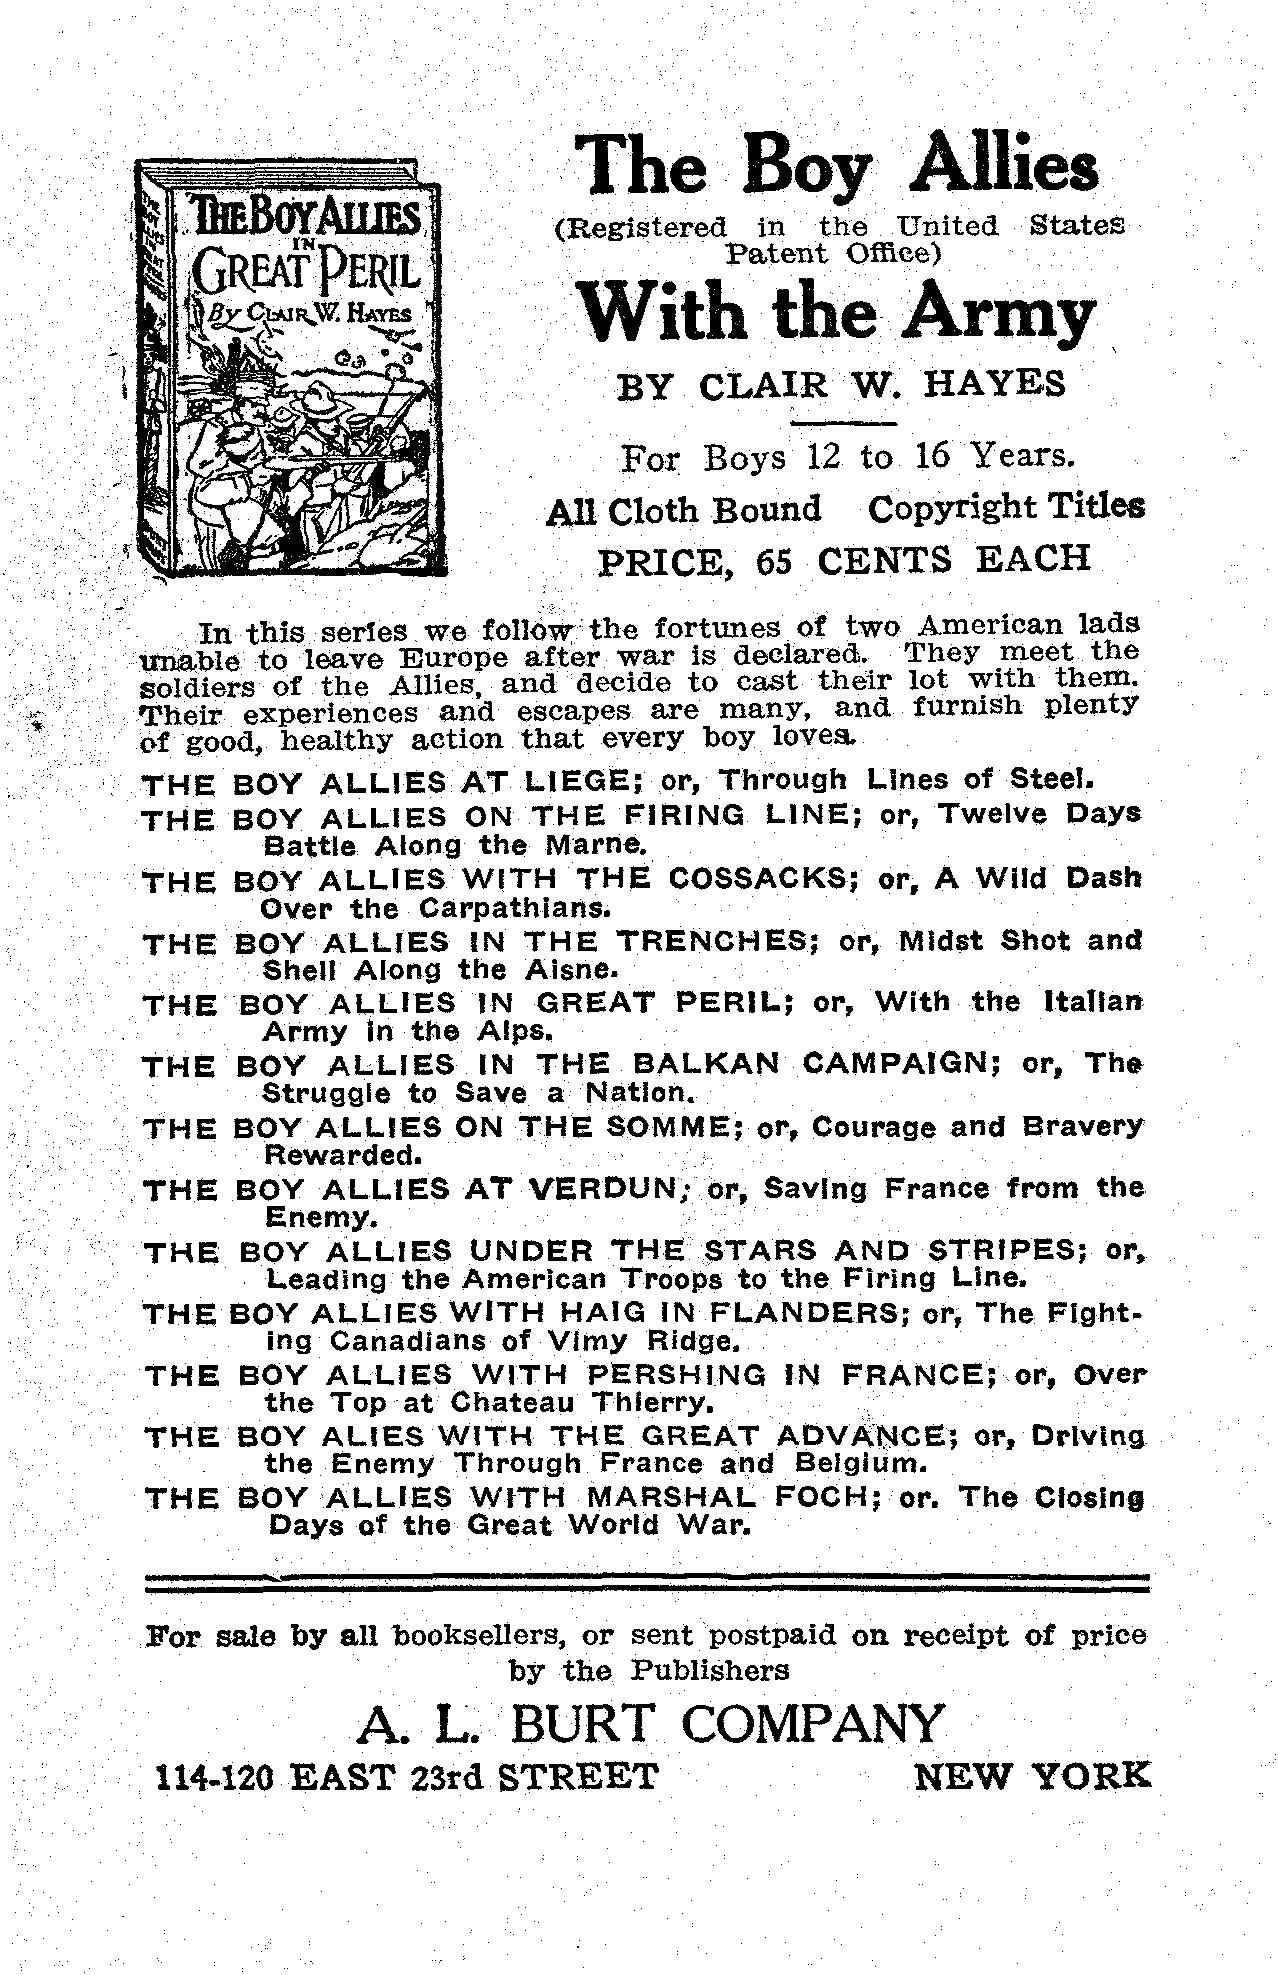 THE BOY ALLIES
IN
GREAT PERIL
By CLAIR W. HAYES
The Boy Allies
(Registered in the United States
Patent Office)
With the Army
BY CLAIR W. HAYES
For Boys 12 to 16 Years.
All Cloth Bound Copyright Titles
PRICE, 65 CENTS EACH
In this series we follow the fortunes of two American lads
unable to leave Europe after war is declared. They meet the
soldiers of the Allies, and decide to cast their lot with them.
Their experiences and escapes are many, and furnish plenty
of good, healthy action that every boy loves.
THE BOY ALLIES AT LIEGE; or, Through Lines of Steel.
THE BOY ALLIES ON THE FIRING LINE; or, Twelve Days
Battle Along the Marne.
THE BOY ALLIES WITH THE COSSACKS; or, A Wild Dash
Over the Carpathians.
THE BOY ALLIES IN THE TRENCHES; or, Midst Shot and
Shell Along the Aisne.
THE BOY ALLIES IN GREAT PERIL; or, With the Italian
Army in the Alps.
THE BOY ALLIES IN THE BALKAN CAMPAIGN; or, The
Struggle to Save a Nation.
THE BOY ALLIES ON THE SOMME; or, Courage and Bravery
Rewarded.
THE BOY ALLIES AT VERDUN; or, Saving France from the
Enemy.
THE BOY ALLIES UNDER THE STARS AND STRIPES; or,
Leading the American Troops to the Firing Line.
THE BOY ALLIES WITH HAIG IN FLANDERS; or, The Fight-
ing Canadians of Vimy Ridge.
THE BOY ALLIES WITH PERSHING IN FRANCE; or, Over
the Top at Chateau Thierry.
THE BOY ALIES WITH THE GREAT ADVANCE; or, Driving
the Enemy Through France and Belgium.
THE BOY ALLIES WITH MARSHAL FOCH; or. The Closing
Days of the Great World War.
For sale by all booksellers, or sent postpaid on receipt of price
by the Publishers
A. L. BURT COMPANY
114-120 EAST 23rd STREET NEW YORK